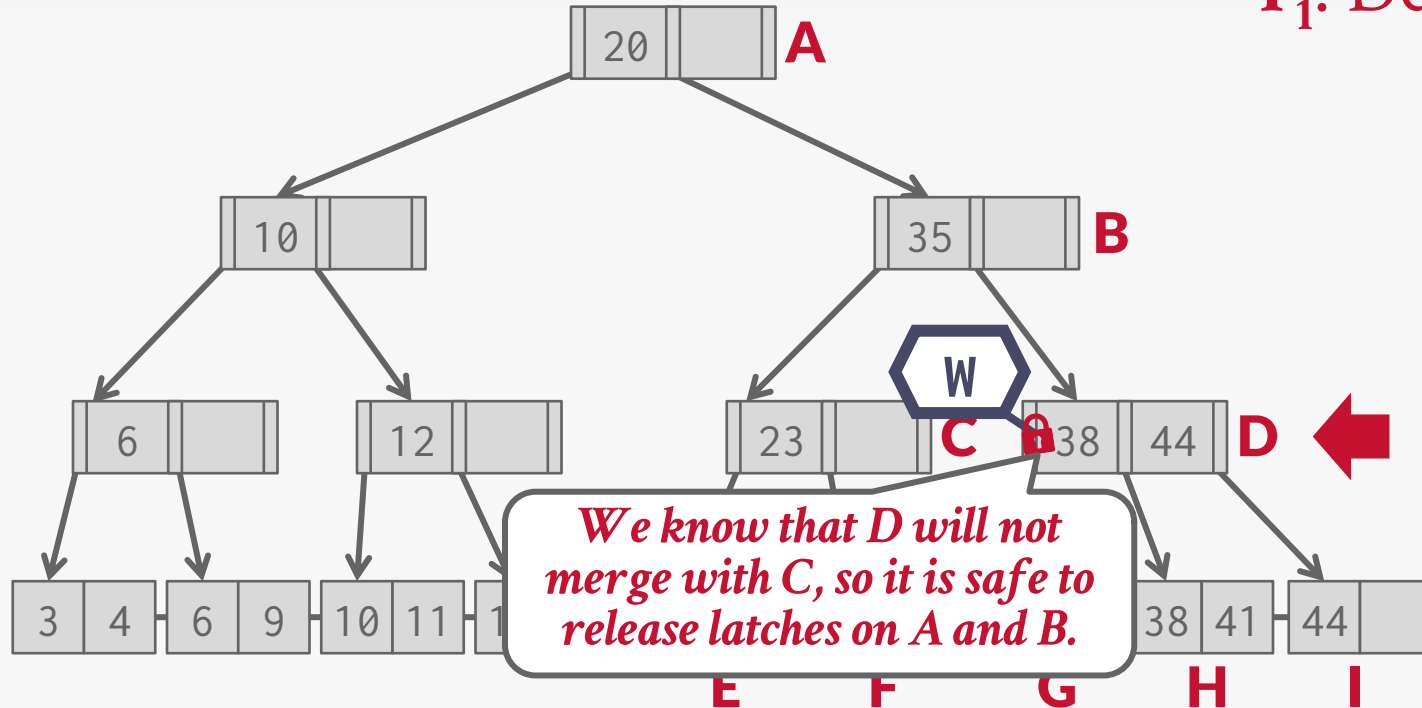 20 A
10 35 B
W
6 12 23 C 38 44 D
We know that D will not
merge with C, so it is safe to
release latches on A and B.
3 4 6 9 10 11 38 41 44
E F G H I